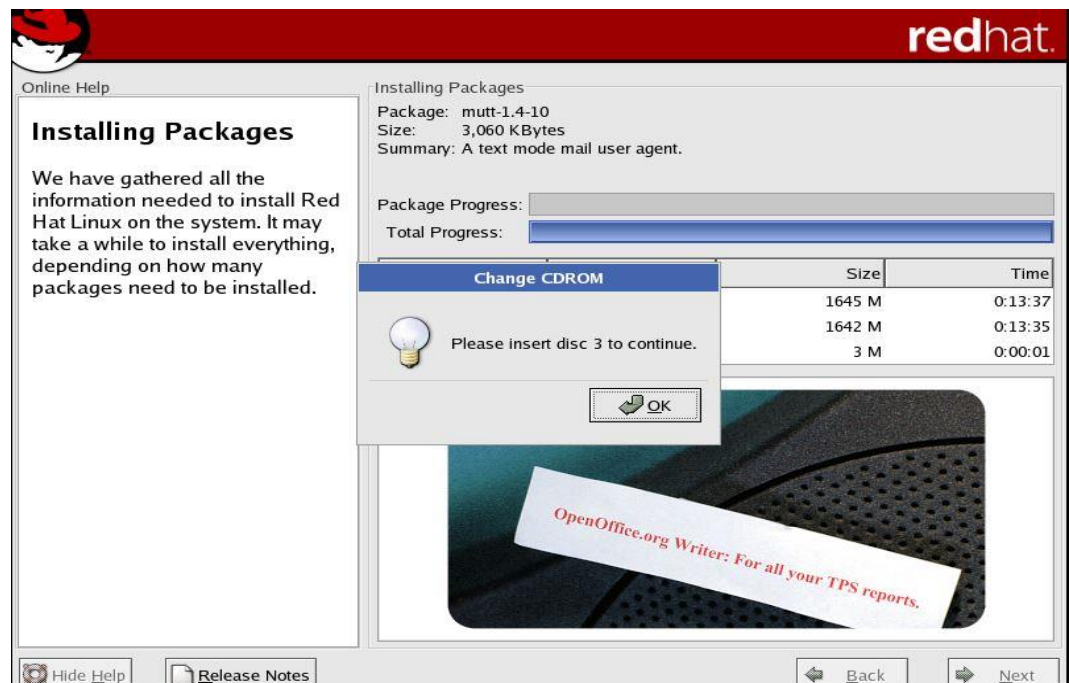 redhat.
Online Help
Installing Packages
We have gathered all the
information needed to install Red
Hat Linux on the system. It may
take a while to install everything,
depending on how many
packages need to be installed.
Installing Packages
Package: mutt-1.4-10
Size: 3,060 KBytes
Summary: A text mode mail user agent.
Package Progress:
Total Progress:
Size Time
1645 M 0:13:37
1642 M 0:13:35
3 M 0:00:01
Change CDROM
Please insert disc 3 to continue.
OK
OpenOffice.org Writer: For all your TPS reports.
Hide Help
Release Notes
Back
Next